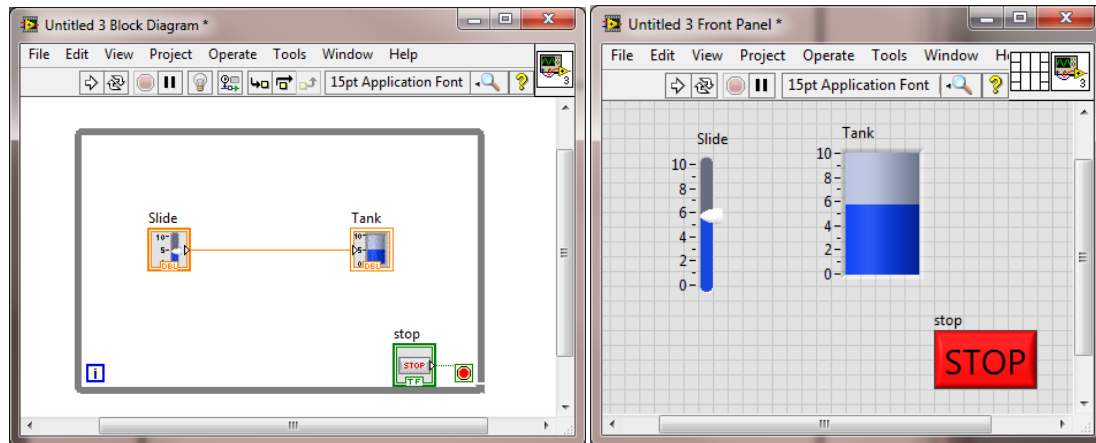 Untitled 3 Block Diagram *
File Edit View Project Operate Tools Window Help
15pt Application Font
3
Slide
10-
5-
DBL
Tank
10-
5-
0-
DBL
stop
STOP
TF
i
Untitled 3 Front Panel *
File Edit View Project Operate Tools Window
15pt Application Font
3
Slide
10
8
6
4
2
0
Tank
10
8
6
4
2
0
stop
STOP